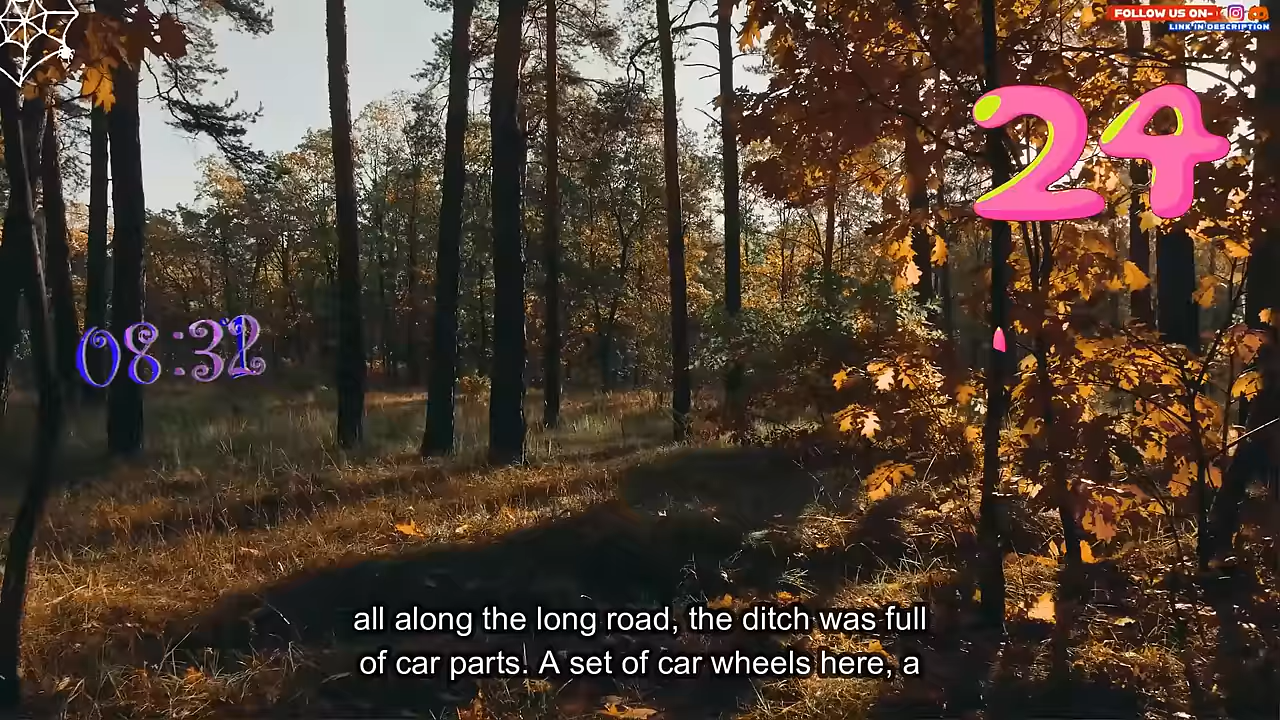 FOLLOW US ON-
LINK IN DESCRIPTION
24
08:32
all along the long road, the ditch was full
of car parts. A set of car wheels here, a